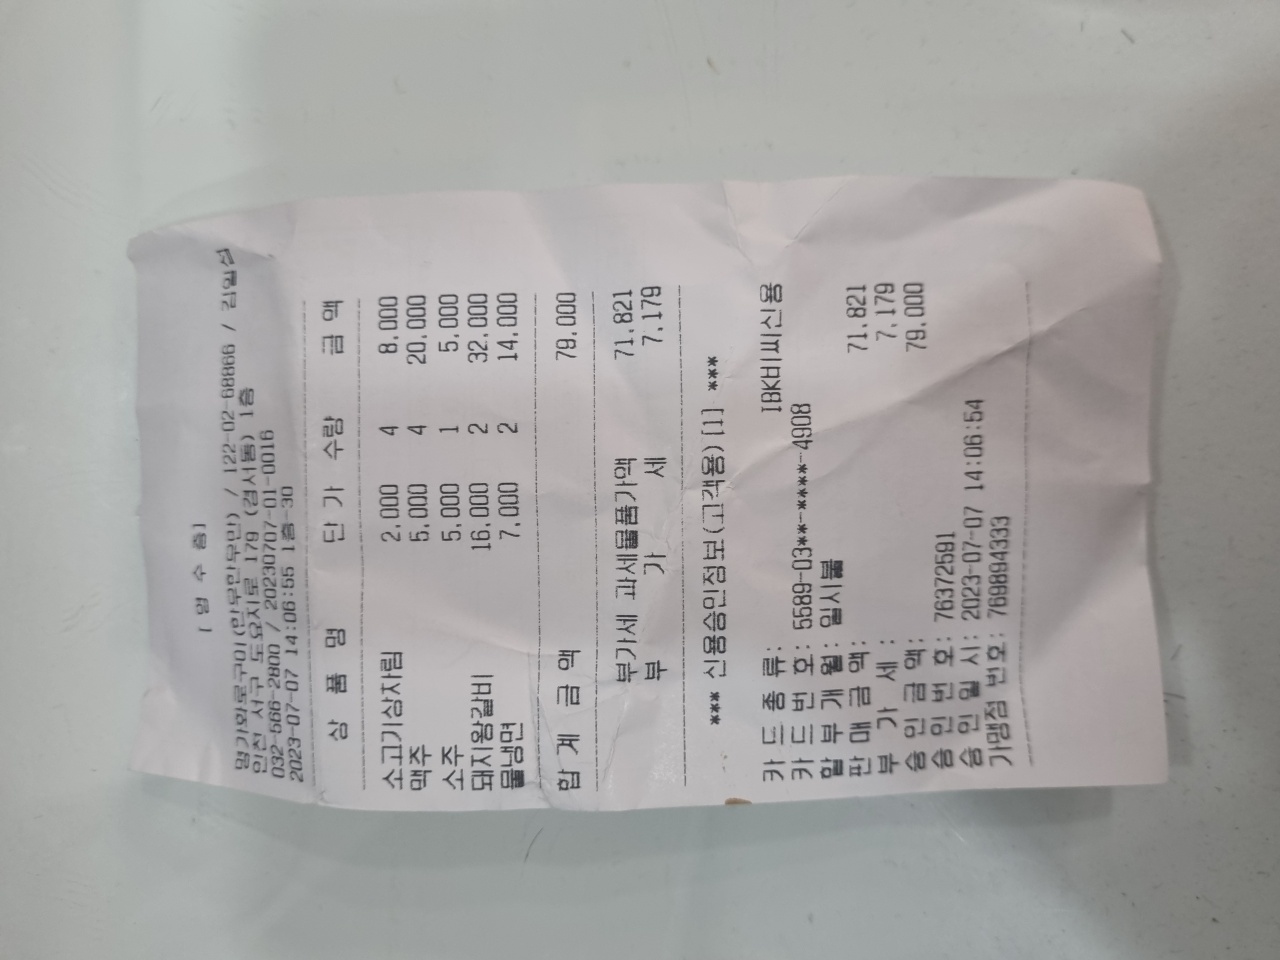 [ 영 수 증]
명가화로구이(한우한우만) / 122-02-68866 / 김일섭
인천 서구 도요지로 179 (검시동) 1층
032-566-2800 / 20230707-01-0016
2023-07-07 14:06:55 1층-30
상 품 명 단 가 수량 금 액
소고기상차림 2,000 4 8,000
맥주 5,000 4 20,000
소주 5,000 1 5,000
돼지왕갈비 16,000 2 32,000
물냉면 7,000 2 14,000
합 계 금 액 79,000
부가세 과세물품가액 71,821
부 가 세 7,179
*** 신용승인정보(고객용)[1] ***
카 드 종 류: IBK비씨신용
카 드 번 호: 5589-03**-****-4908
할 부 개 월: 일시불
판 매 금 액: 71,821
부 가 세: 7,179
승 인 금 액: 79,000
승 인 번 호: 76372591
승 인 일 시: 2023-07-07 14:06:54
가맹점 번호: 769894333